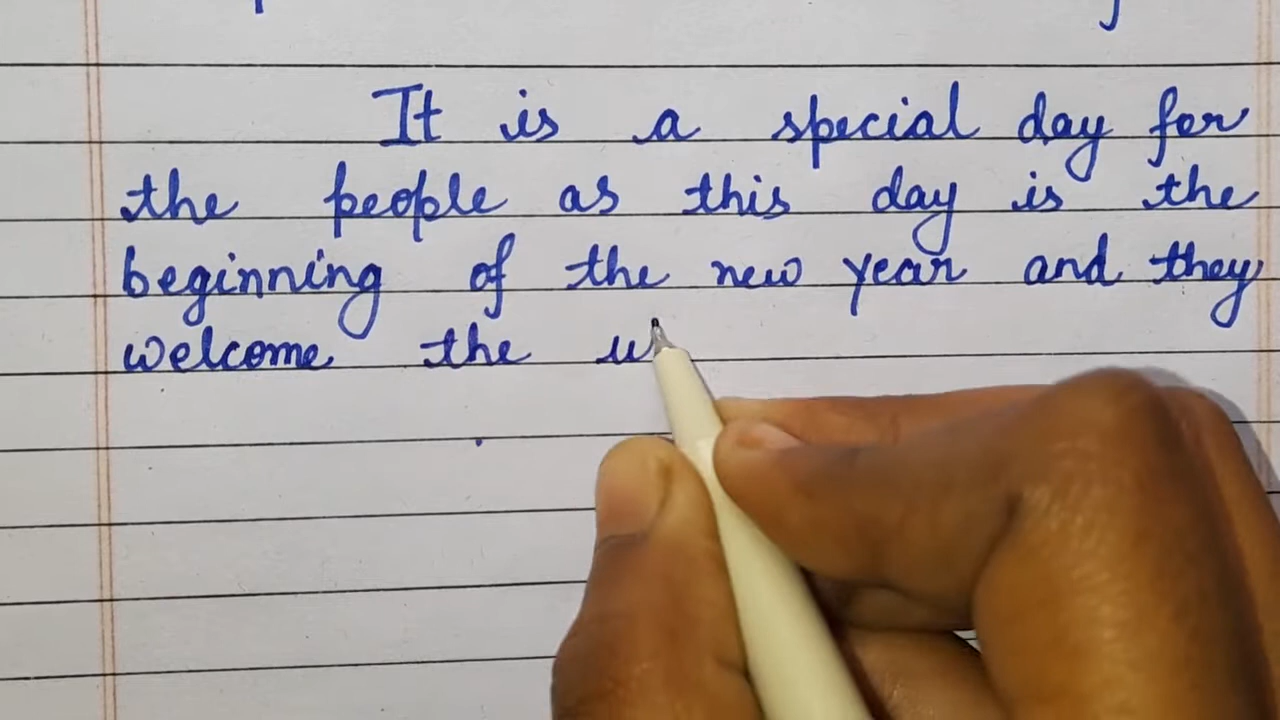 It is a special day for
the people as this day is the
beginning of the new year and they
welcome the